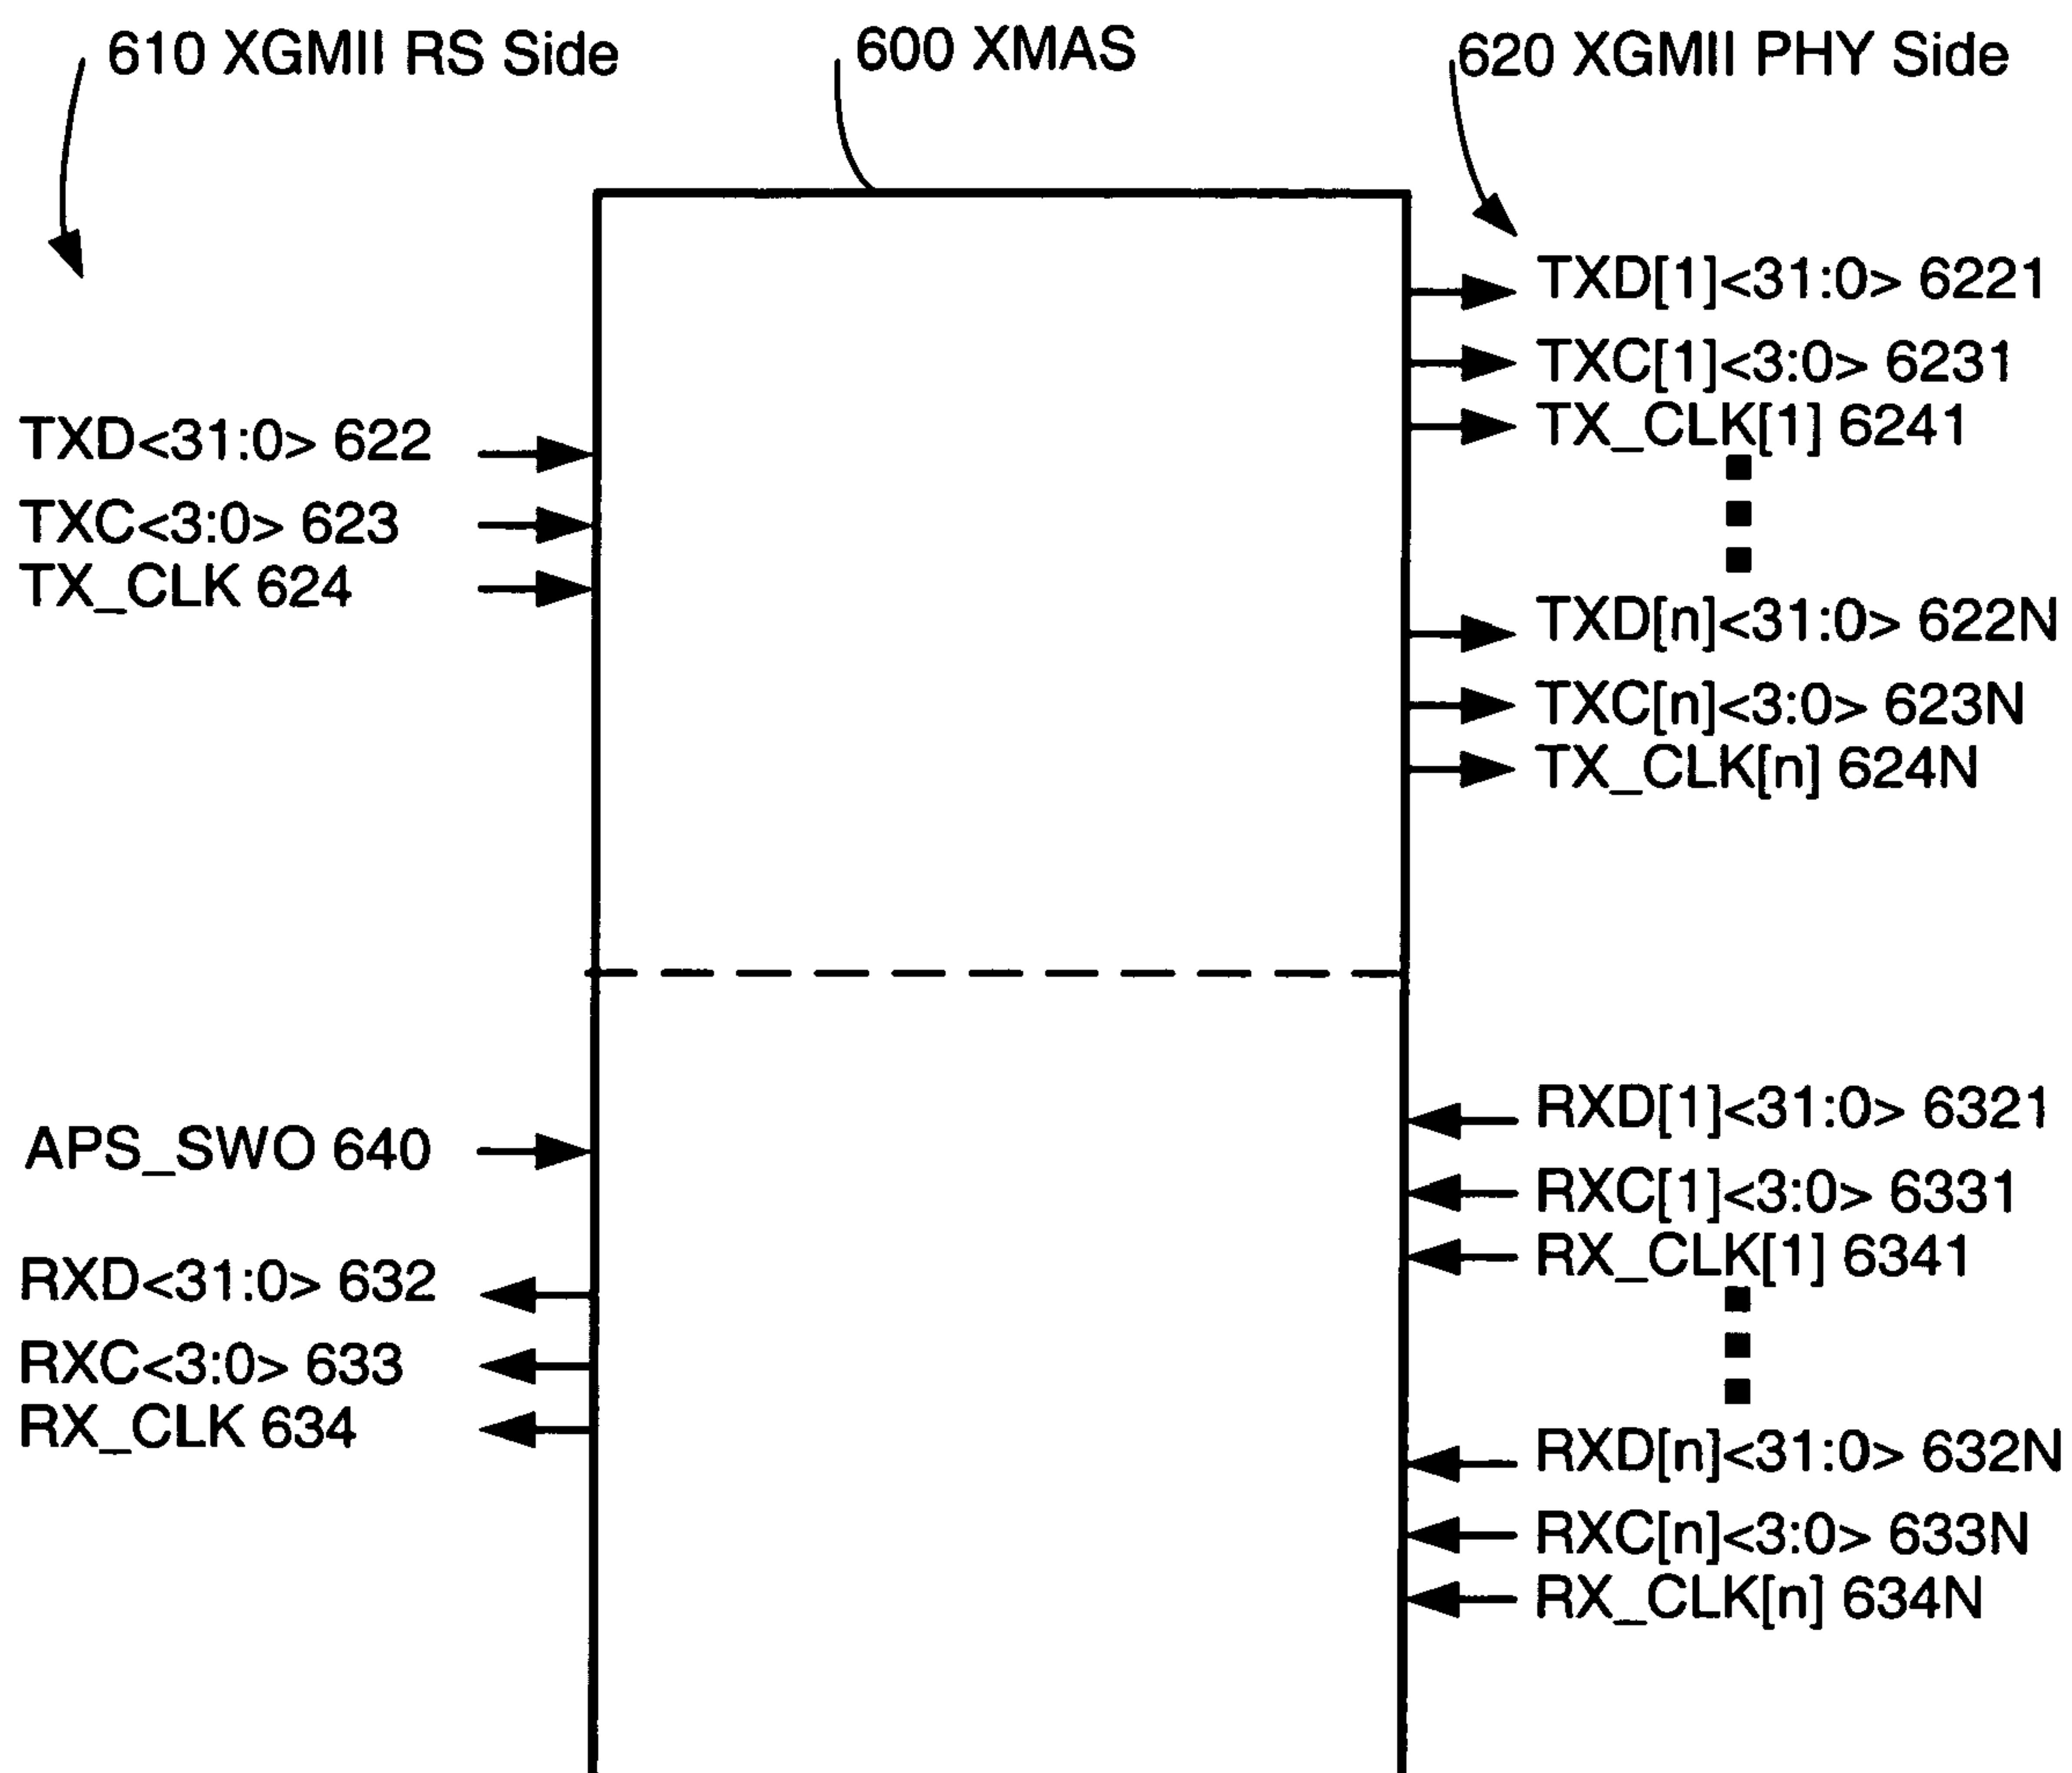 610 XGMII RS Side
600 XMAS
620 XGMII PHY Side
TXD<31:0> 622
TXC<3:0> 623
TX_CLK 624
TXD[1]<31:0> 6221
TXC[1]<3:0> 6231
TX_CLK[1] 6241
TXD[n]<31:0> 622N
TXC[n]<3:0> 623N
TX_CLK[n] 624N
APS_SWO 640
RXD<31:0> 632
RXC<3:0> 633
RX_CLK 634
RXD[1]<31:0> 6321
RXC[1]<3:0> 6331
RX_CLK[1] 6341
RXD[n]<31:0> 632N
RXC[n]<3:0> 633N
RX_CLK[n] 634N